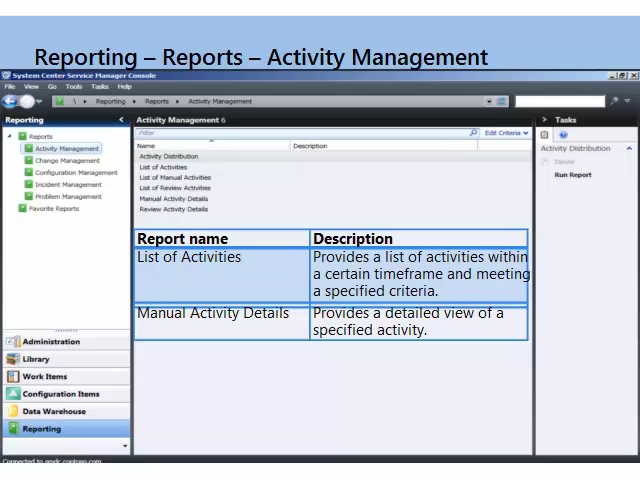 Reporting – Reports – Activity Management
System Center Service Manager Console
File View Go Tools Tasks Help
\ Reporting Reports Activity Management
Reporting
Reports
Activity Management
Change Management
Configuration Management
Incident Management
Problem Management
Favorite Reports
Administration
Library
Work Items
Configuration Items
Data Warehouse
Reporting
Connected to smdc.contoso.com
Activity Management 6
Filter
Edit Criteria
Name Description
Activity Distribution
List of Activities
List of Manual Activities
List of Review Activities
Manual Activity Details
Review Activity Details
Report name Description
List of Activities Provides a list of activities within
a certain timeframe and meeting
a specified criteria.
Manual Activity Details Provides a detailed view of a
specified activity.
Tasks
Activity Distribution
Delete
Run Report